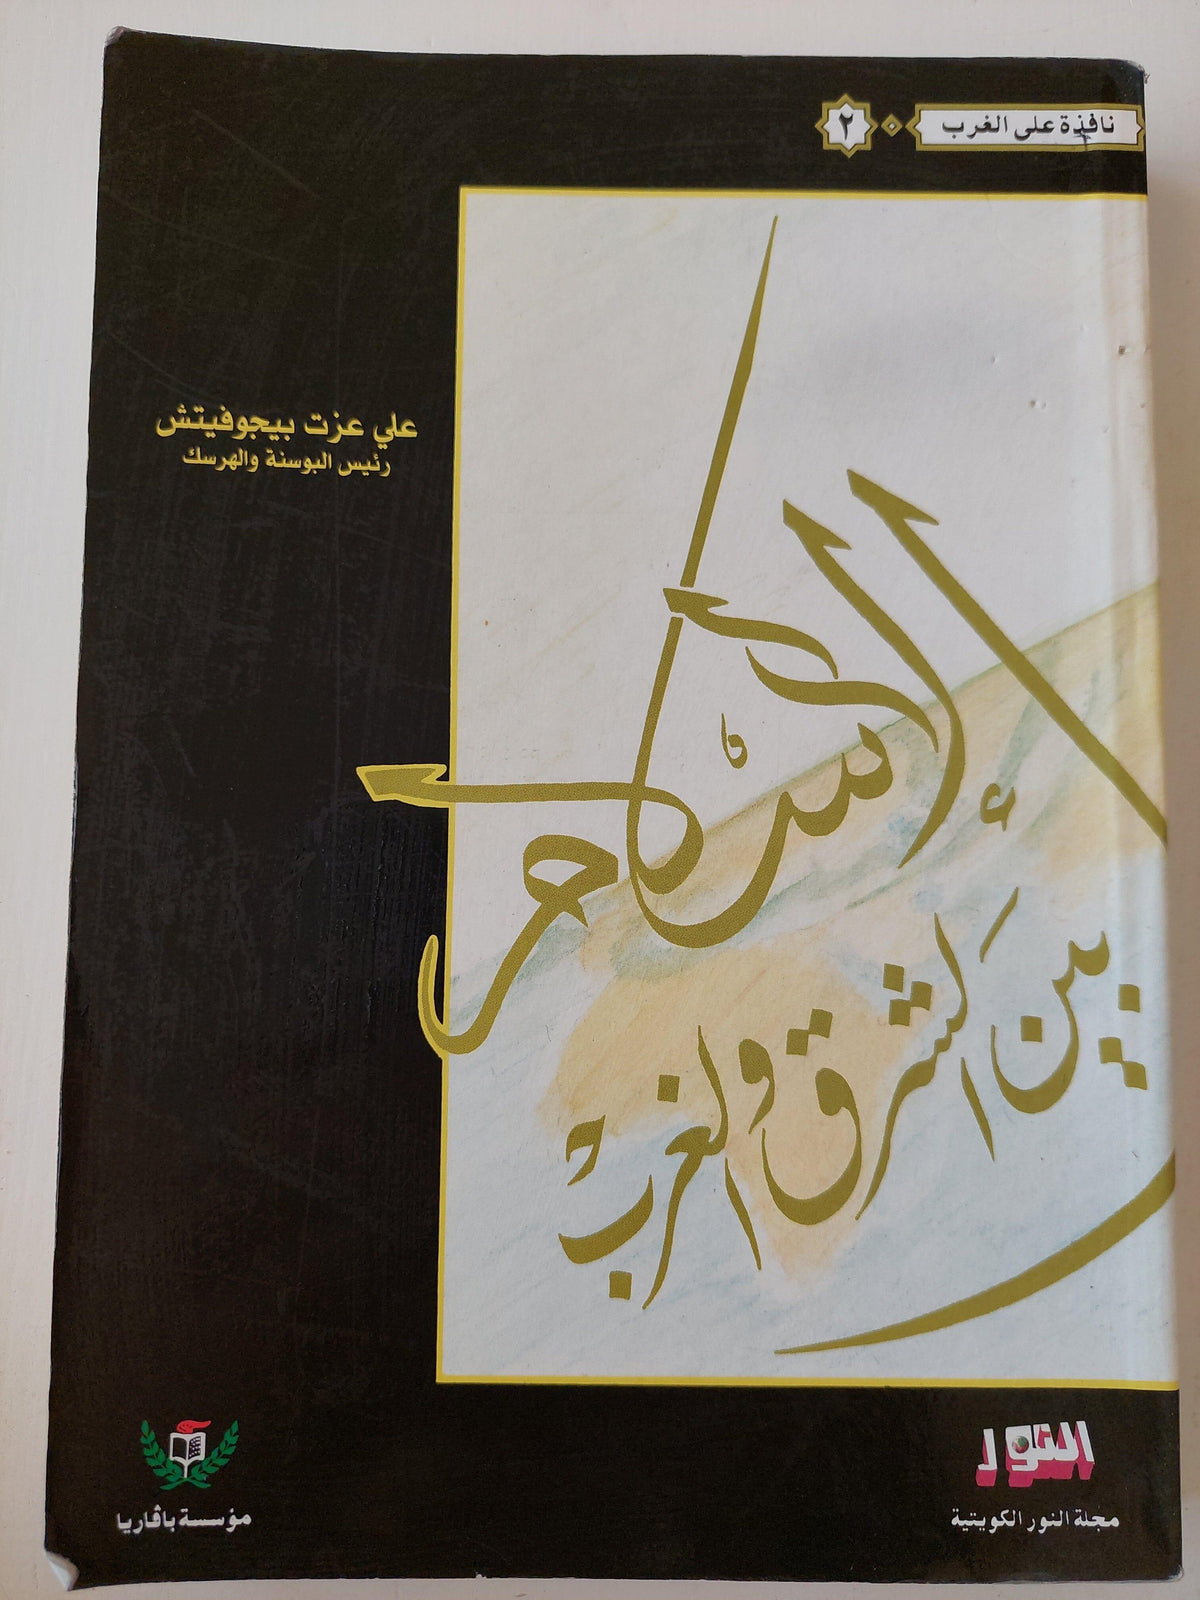 نافذة على الغرب
٢
علي عزت بيجوفيتش
رئيس البوسنة والهرسك
الإسلام
بين الشرق والغرب
النور
مجلة النور الكويتية
مؤسسة باڤاريا